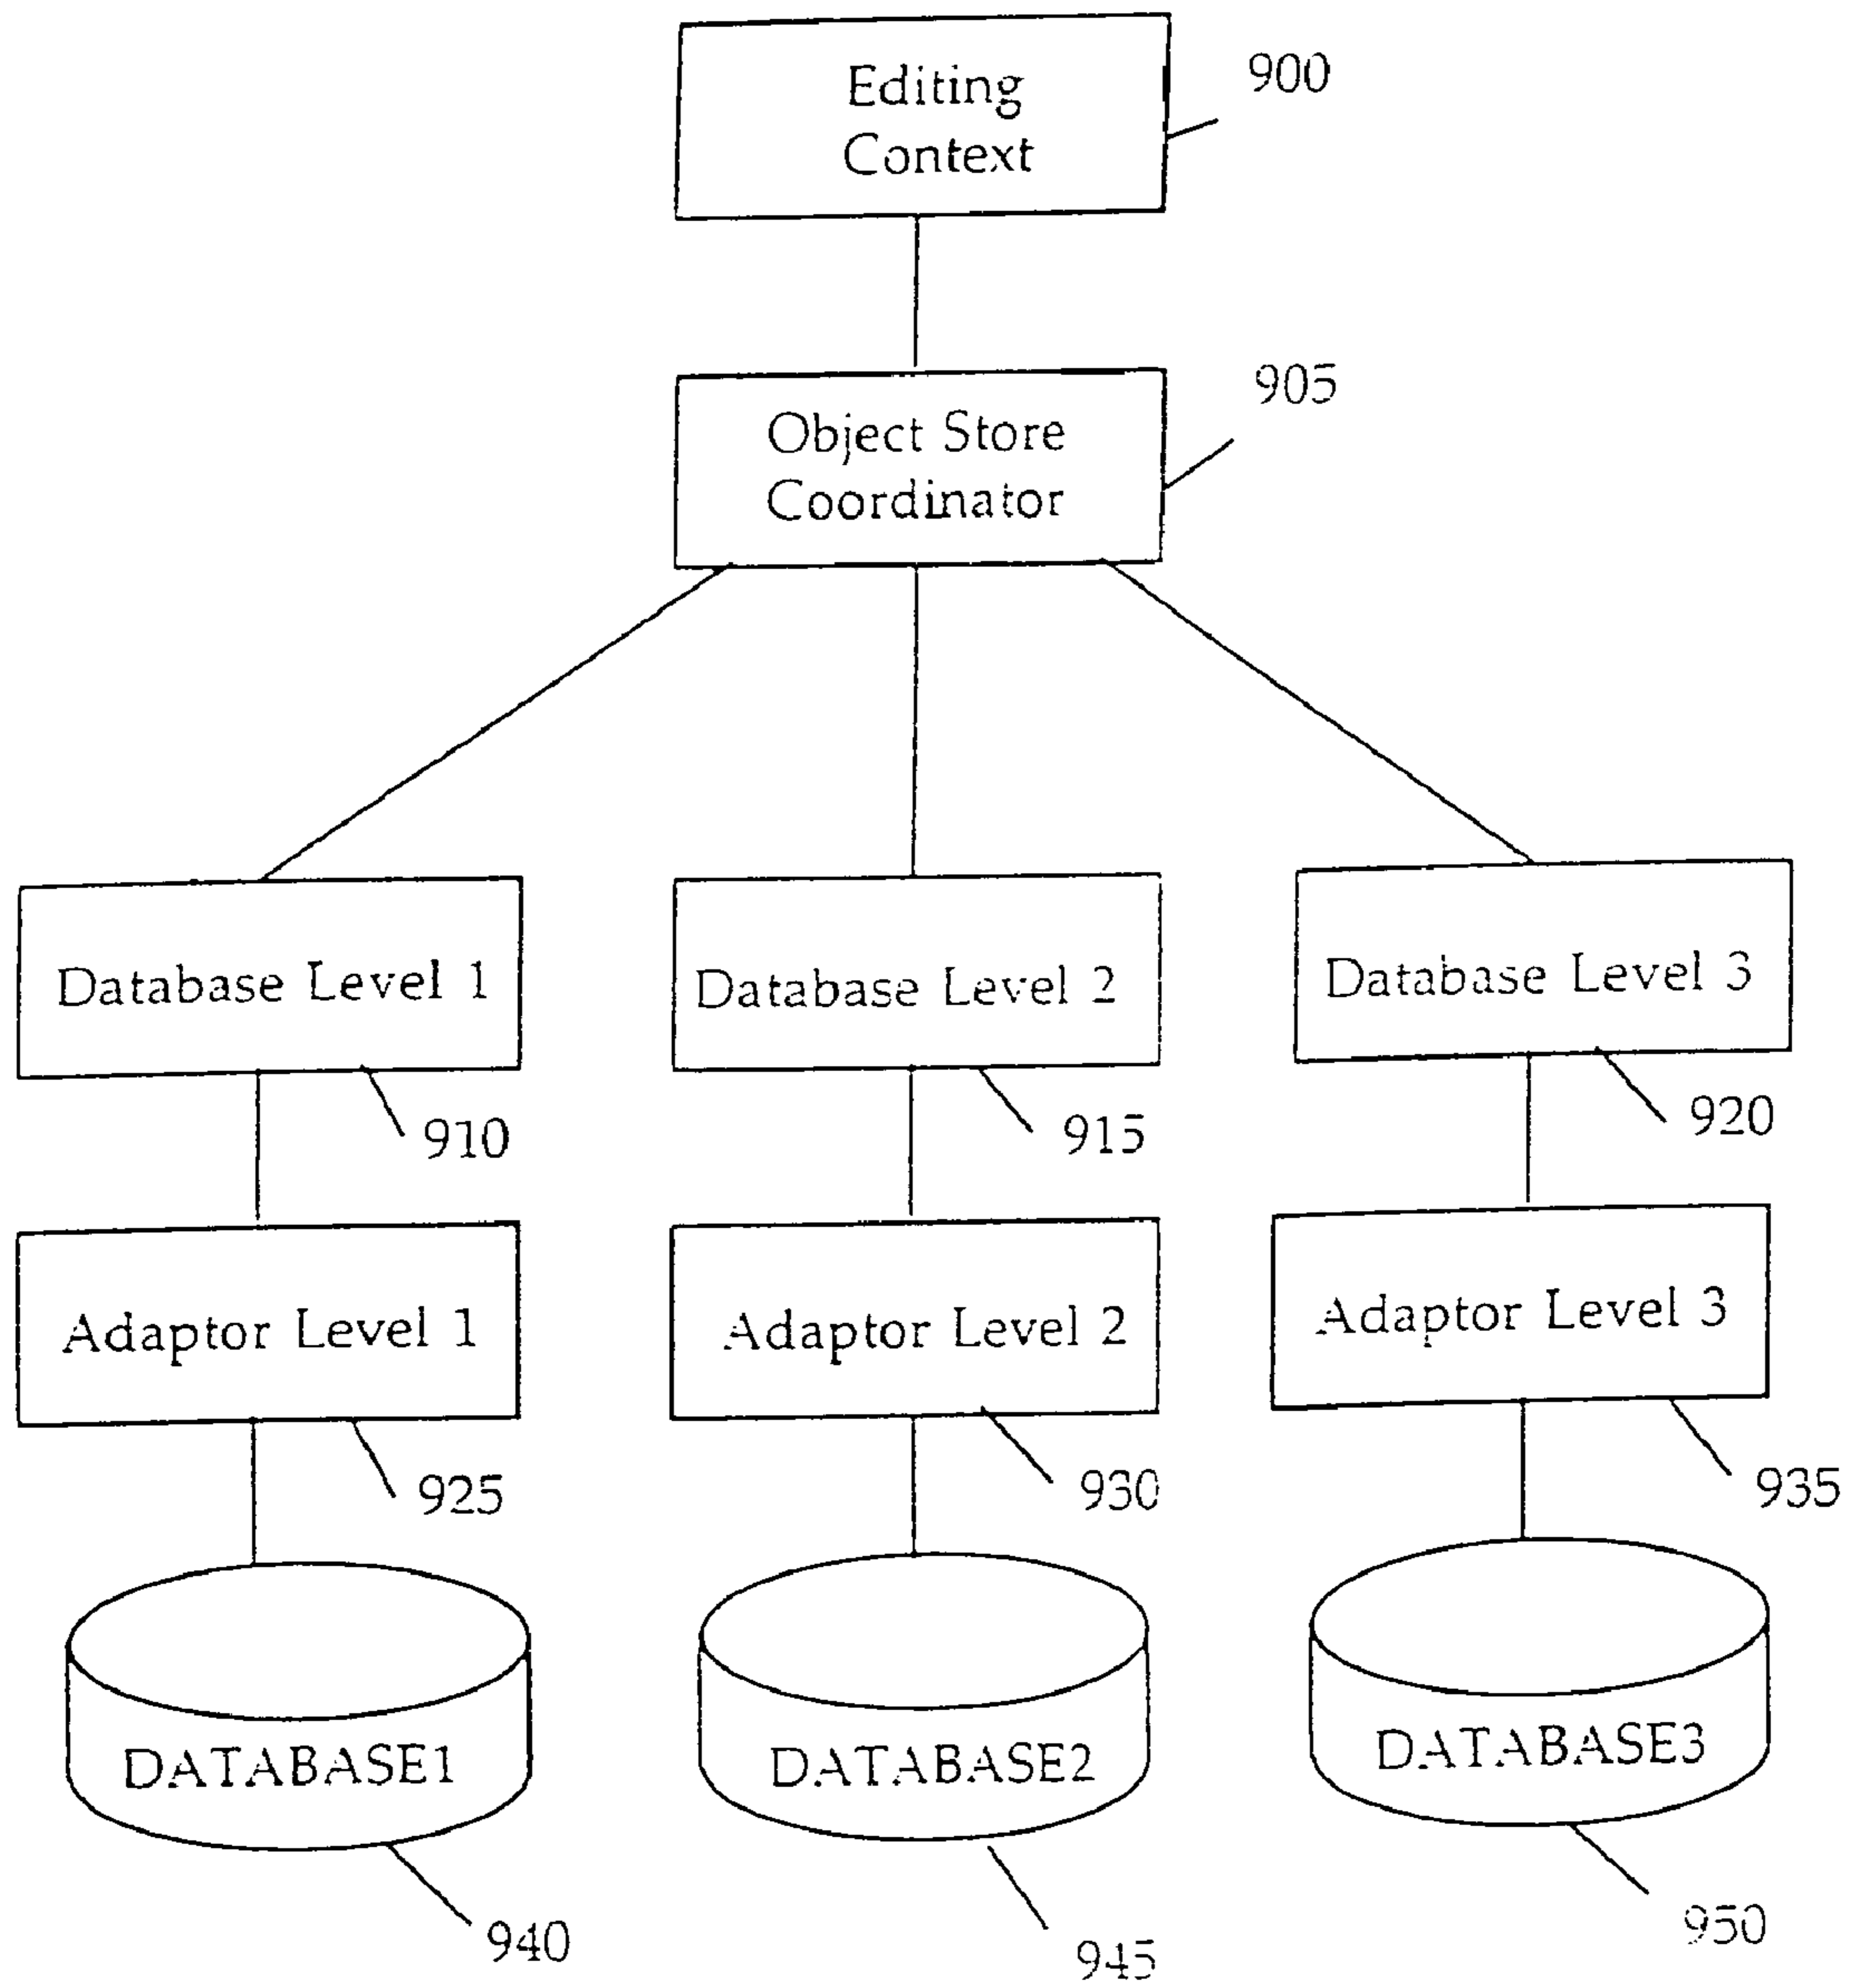 Editing
Context
900
Object Store
Coordinator
905
Database Level 1
Database Level 2
Database Level 3
910
915
920
Adaptor Level 1
Adaptor Level 2
Adaptor Level 3
925
930
935
DATABASE1
DATABASE2
DATABASE3
940
945
950